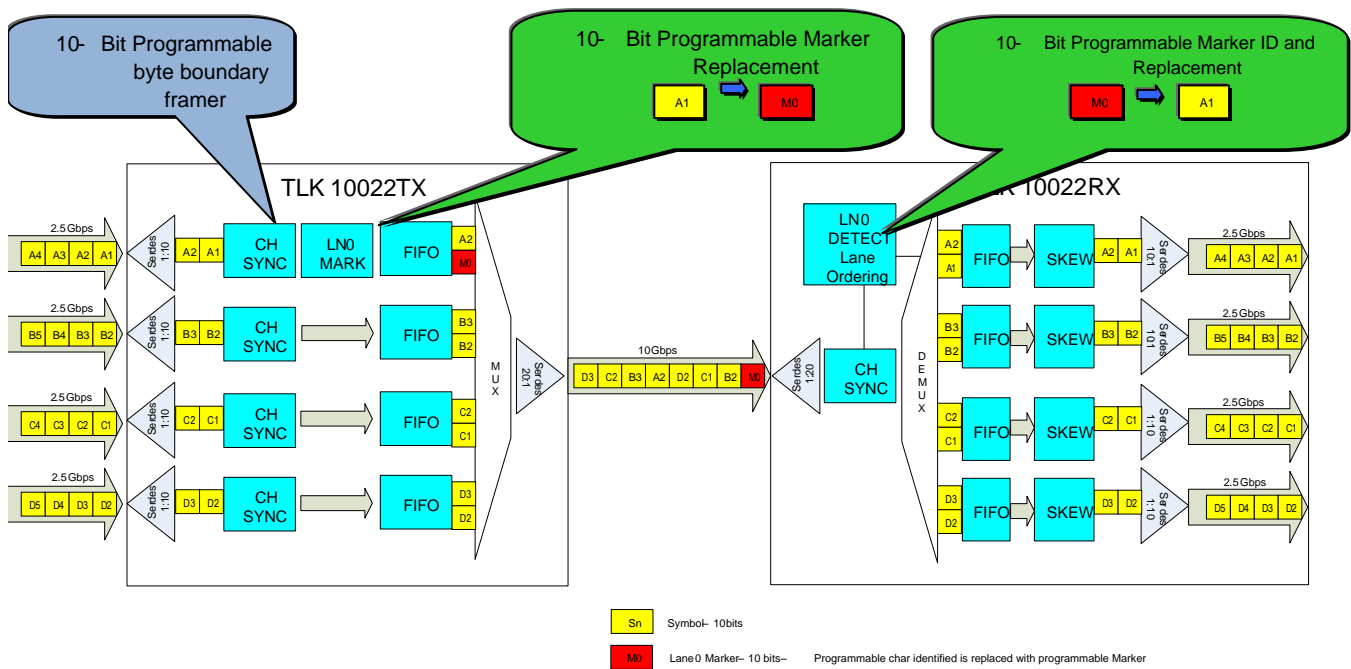 10- Bit Programmable
byte boundary
framer
10- Bit Programmable Marker
Replacement
A1
M0
10- Bit Programmable Marker ID and
Replacement
M0
A1
TLK 10022TX
10022RX
2.5Gbps
A4 A3 A2 A1
Serdes
1:10
A2 A1
CH
SYNC
LN0
MARK
FIFO
A2
M0
2.5Gbps
B5 B4 B3 B2
Serdes
1:10
B3 B2
CH
SYNC
FIFO
B3
B2
2.5Gbps
C4 C3 C2 C1
Serdes
1:10
C2 C1
CH
SYNC
FIFO
C2
C1
2.5Gbps
D5 D4 D3 D2
Serdes
1:10
D3 D2
CH
SYNC
FIFO
D3
D2
MUX
Serdes
20:1
10Gbps
D3 C2 B3 A2 D2 C1 B2 M0
Serdes
1:20
LN0
DETECT
Lane
Ordering
CH
SYNC
DEMUX
A2
A1
FIFO
SKEW
A2 A1
Serdes
10:1
2.5Gbps
A4 A3 A2 A1
B3
B2
FIFO
SKEW
B3 B2
Serdes
10:1
2.5Gbps
B5 B4 B3 B2
C2
C1
FIFO
SKEW
C2 C1
Serdes
1:10
2.5Gbps
C4 C3 C2 C1
D3
D2
FIFO
SKEW
D3 D2
Serdes
1:10
2.5Gbps
D5 D4 D3 D2
Sn Symbol– 10bits
M0 Lane0 Marker– 10 bits– Programmable char identified is replaced with programmable Marker